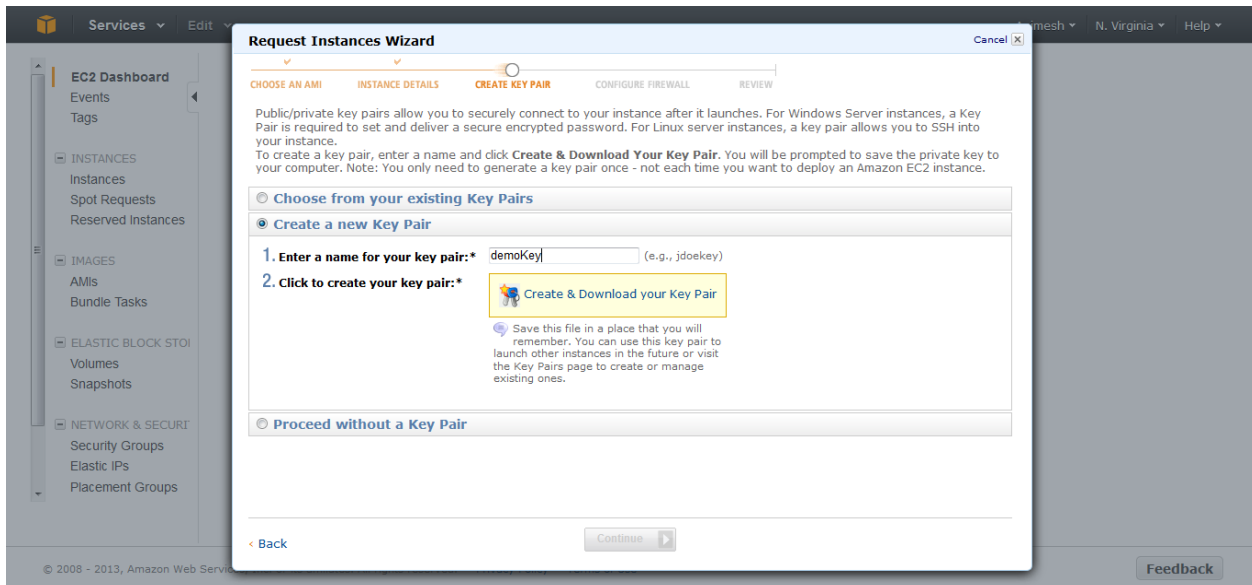 Services Edit
N. Virginia Help
EC2 Dashboard
Events
Tags
INSTANCES
Instances
Spot Requests
Reserved Instances
IMAGES
AMIs
Bundle Tasks
ELASTIC BLOCK STO
Volumes
Snapshots
NETWORK & SECURI
Security Groups
Elastic IPs
Placement Groups
Request Instances Wizard
Cancel
CHOOSE AN AMI INSTANCE DETAILS CREATE KEY PAIR CONFIGURE FIREWALL REVIEW
Public/private key pairs allow you to securely connect to your instance after it launches. For Windows Server instances, a Key
Pair is required to set and deliver a secure encrypted password. For Linux server instances, a key pair allows you to SSH into
your instance.
To create a key pair, enter a name and click Create & Download Your Key Pair. You will be prompted to save the private key to
your computer. Note: You only need to generate a key pair once - not each time you want to deploy an Amazon EC2 instance.
Choose from your existing Key Pairs
Create a new Key Pair
1. Enter a name for your key pair:* demoKey (e.g., jdoekey)
2. Click to create your key pair:*
Create & Download your Key Pair
Save this file in a place that you will
remember. You can use this key pair to
launch other instances in the future or visit
the Key Pairs page to create or manage
existing ones.
Proceed without a Key Pair
< Back
Continue
© 2008 - 2013, Amazon Web
Feedback